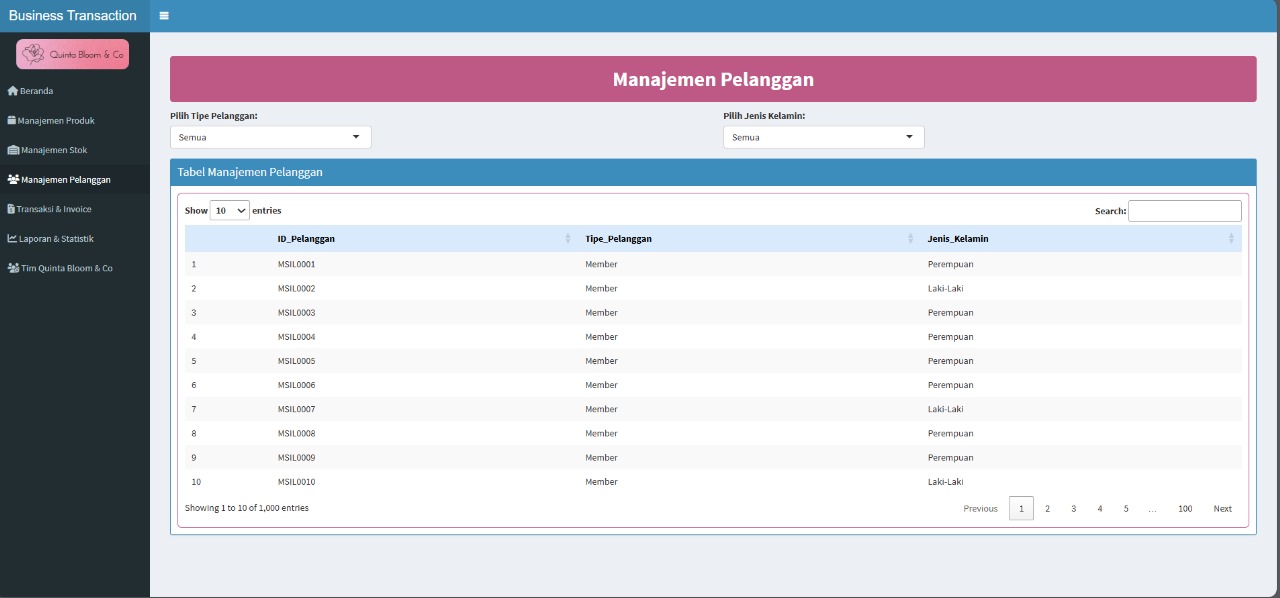 Business Transaction
Quinta Bloom & Co
Beranda
Manajemen Produk
Manajemen Stok
Manajemen Pelanggan
Transaksi & Invoice
Laporan & Statistik
Tim Quinta Bloom & Co
Manajemen Pelanggan
Pilih Tipe Pelanggan: Pilih Jenis Kelamin:
Semua Semua
Tabel Manajemen Pelanggan
Show 10 entries Search:
ID_Pelanggan Tipe_Pelanggan Jenis_Kelamin
1 MSIL0001 Member Perempuan
2 MSIL0002 Member Laki-Laki
3 MSIL0003 Member Perempuan
4 MSIL0004 Member Perempuan
5 MSIL0005 Member Perempuan
6 MSIL0006 Member Perempuan
7 MSIL0007 Member Laki-Laki
8 MSIL0008 Member Perempuan
9 MSIL0009 Member Perempuan
10 MSIL0010 Member Laki-Laki
Showing 1 to 10 of 1,000 entries Previous 1 2 3 4 5 … 100 Next